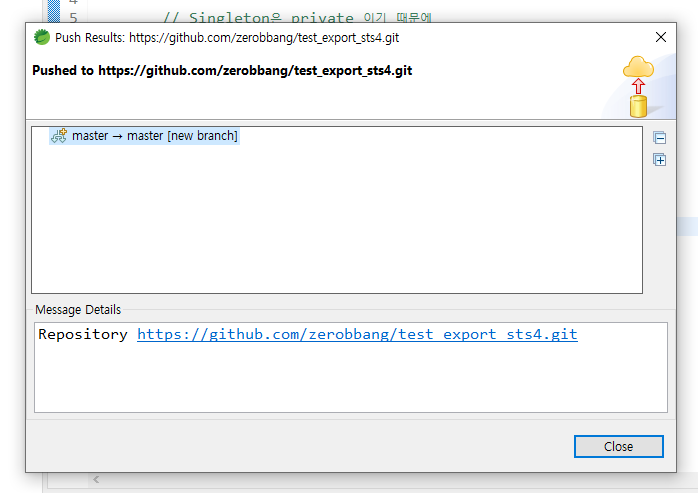 4
5 // Singleton은 private 이기 때문에
Push Results: https://github.com/zerobbang/test_export_sts4.git
Pushed to https://github.com/zerobbang/test_export_sts4.git
master → master [new branch]
Message Details
Repository https://github.com/zerobbang/test_export_sts4.git
Close